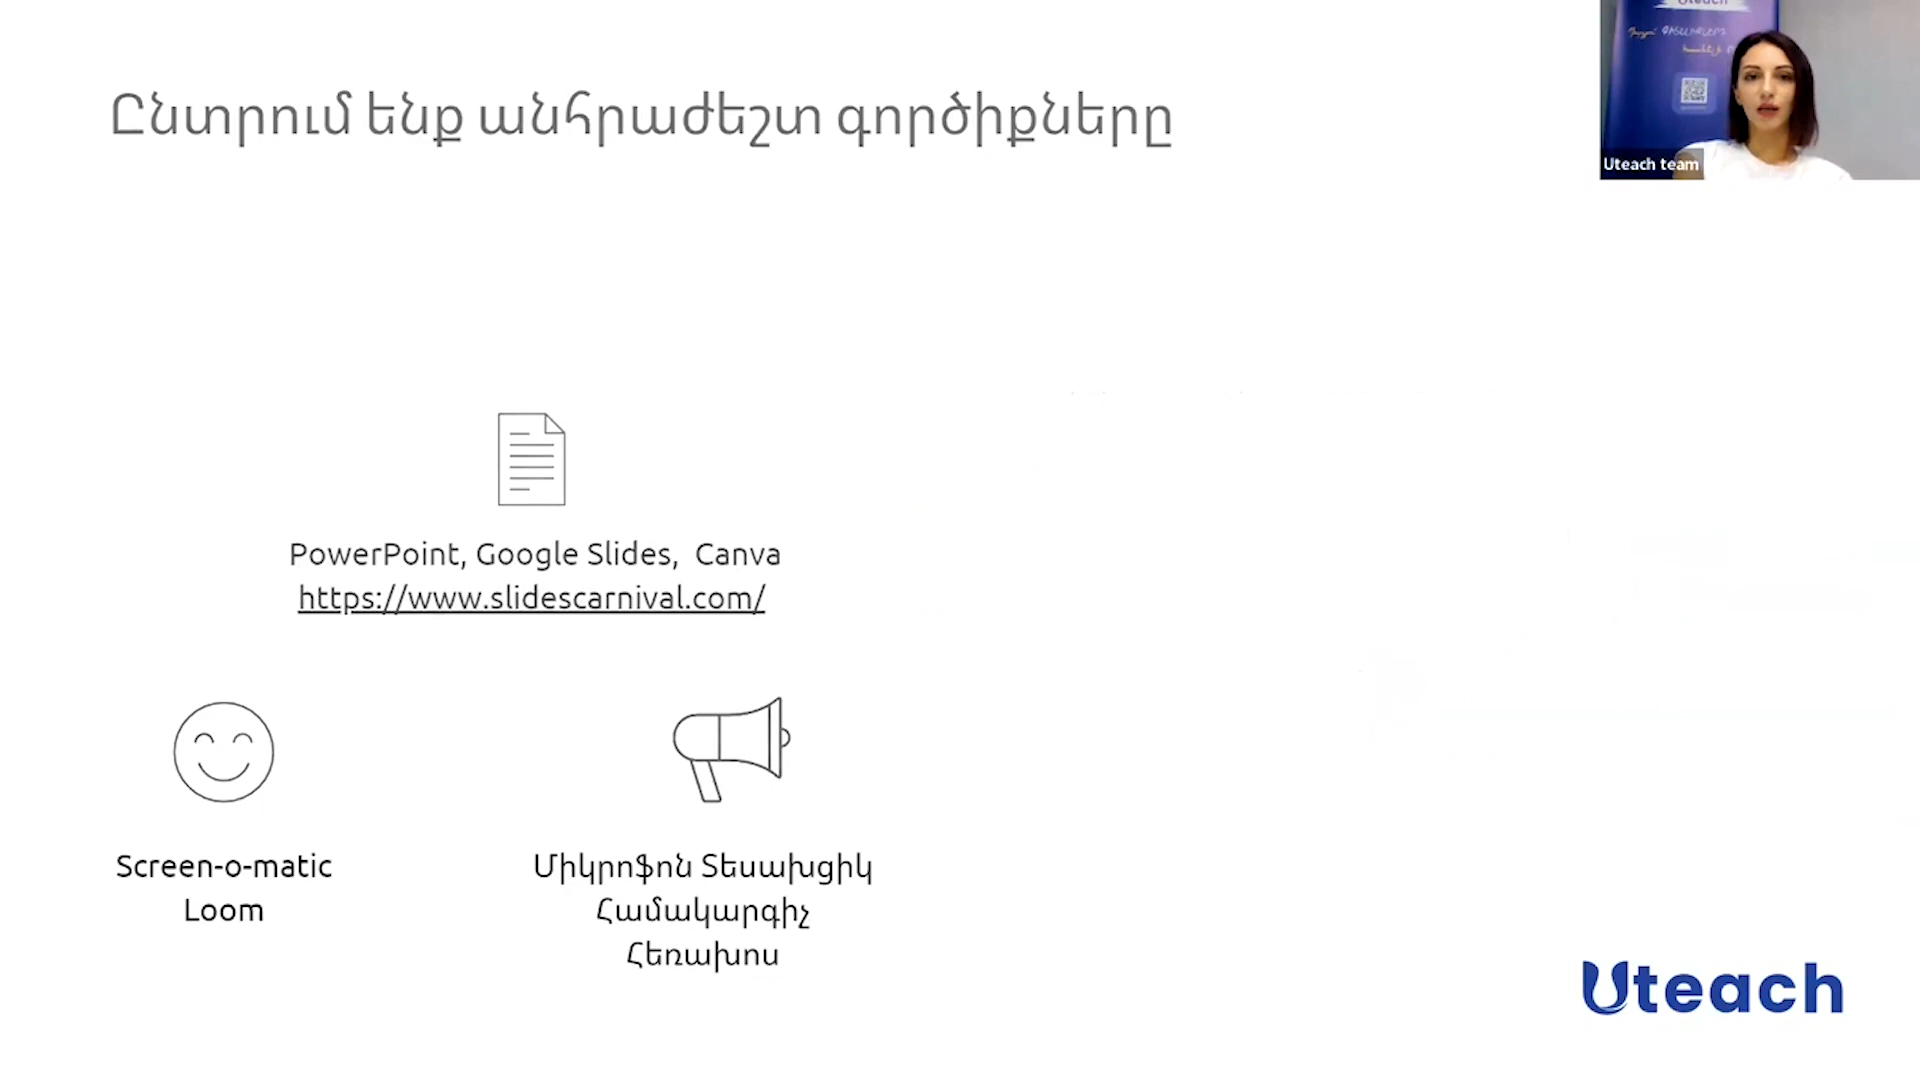 Ընտրում ենք անհրաժեշտ գործիքները
Uteach
Uteach team
PowerPoint, Google Slides,  Canva
https://www.slidescarnival.com/
Screen-o-matic
Loom
Միկրոֆոն Տեսախցիկ
Համակարգիչ
Հեռախոս
Uteach